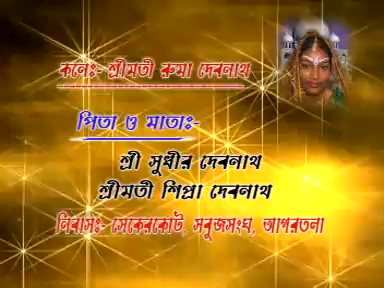 কনেঃ- শ্রীমতী রুমা দেবনাথ
পিতা ও মাতাঃ-
শ্রী সুধীর দেবনাথ
শ্রীমতী শিপ্রা দেবনাথ
নিবাসঃ- সেকেরকোট, সবুজসংঘ, আগরতলা